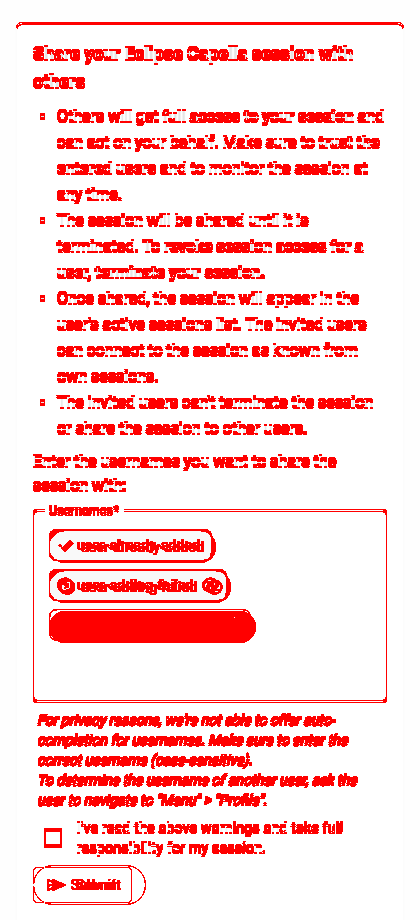 Share your Eclipse Capella session with
others
Others will get full access to your session and
can act on your behalf. Make sure to trust the
entered users and to monitor the session at
any time.
The session will be shared until it is
terminated. To revoke session access for a
user, terminate your session.
Once shared, the session will appear in the
user's active sessions list. The invited users
can connect to the session as known from
own sessions.
The invited users can't terminate the session
or share the session to other users.
Enter the usernames you want to share the
session with:
Usernames*
user-already-added
user-adding-failed
For privacy reasons, we're not able to offer auto-
completion for usernames. Make sure to enter the
correct username (case-sensitive).
To determine the username of another user, ask the
user to navigate to "Menu" > "Profile".
I've read the above warnings and take full
responsibility for my session.
Submit